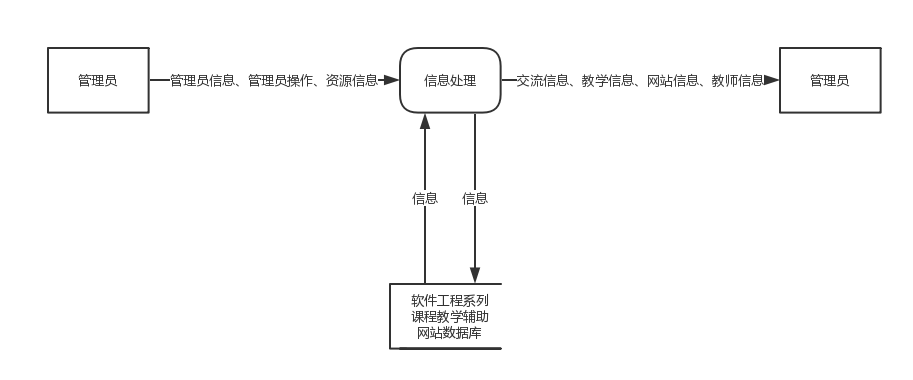 管理员
管理员信息、管理员操作、资源信息
信息处理
交流信息、教学信息、网站信息、教师信息
管理员
信息
信息
软件工程系列
课程教学辅助
网站数据库